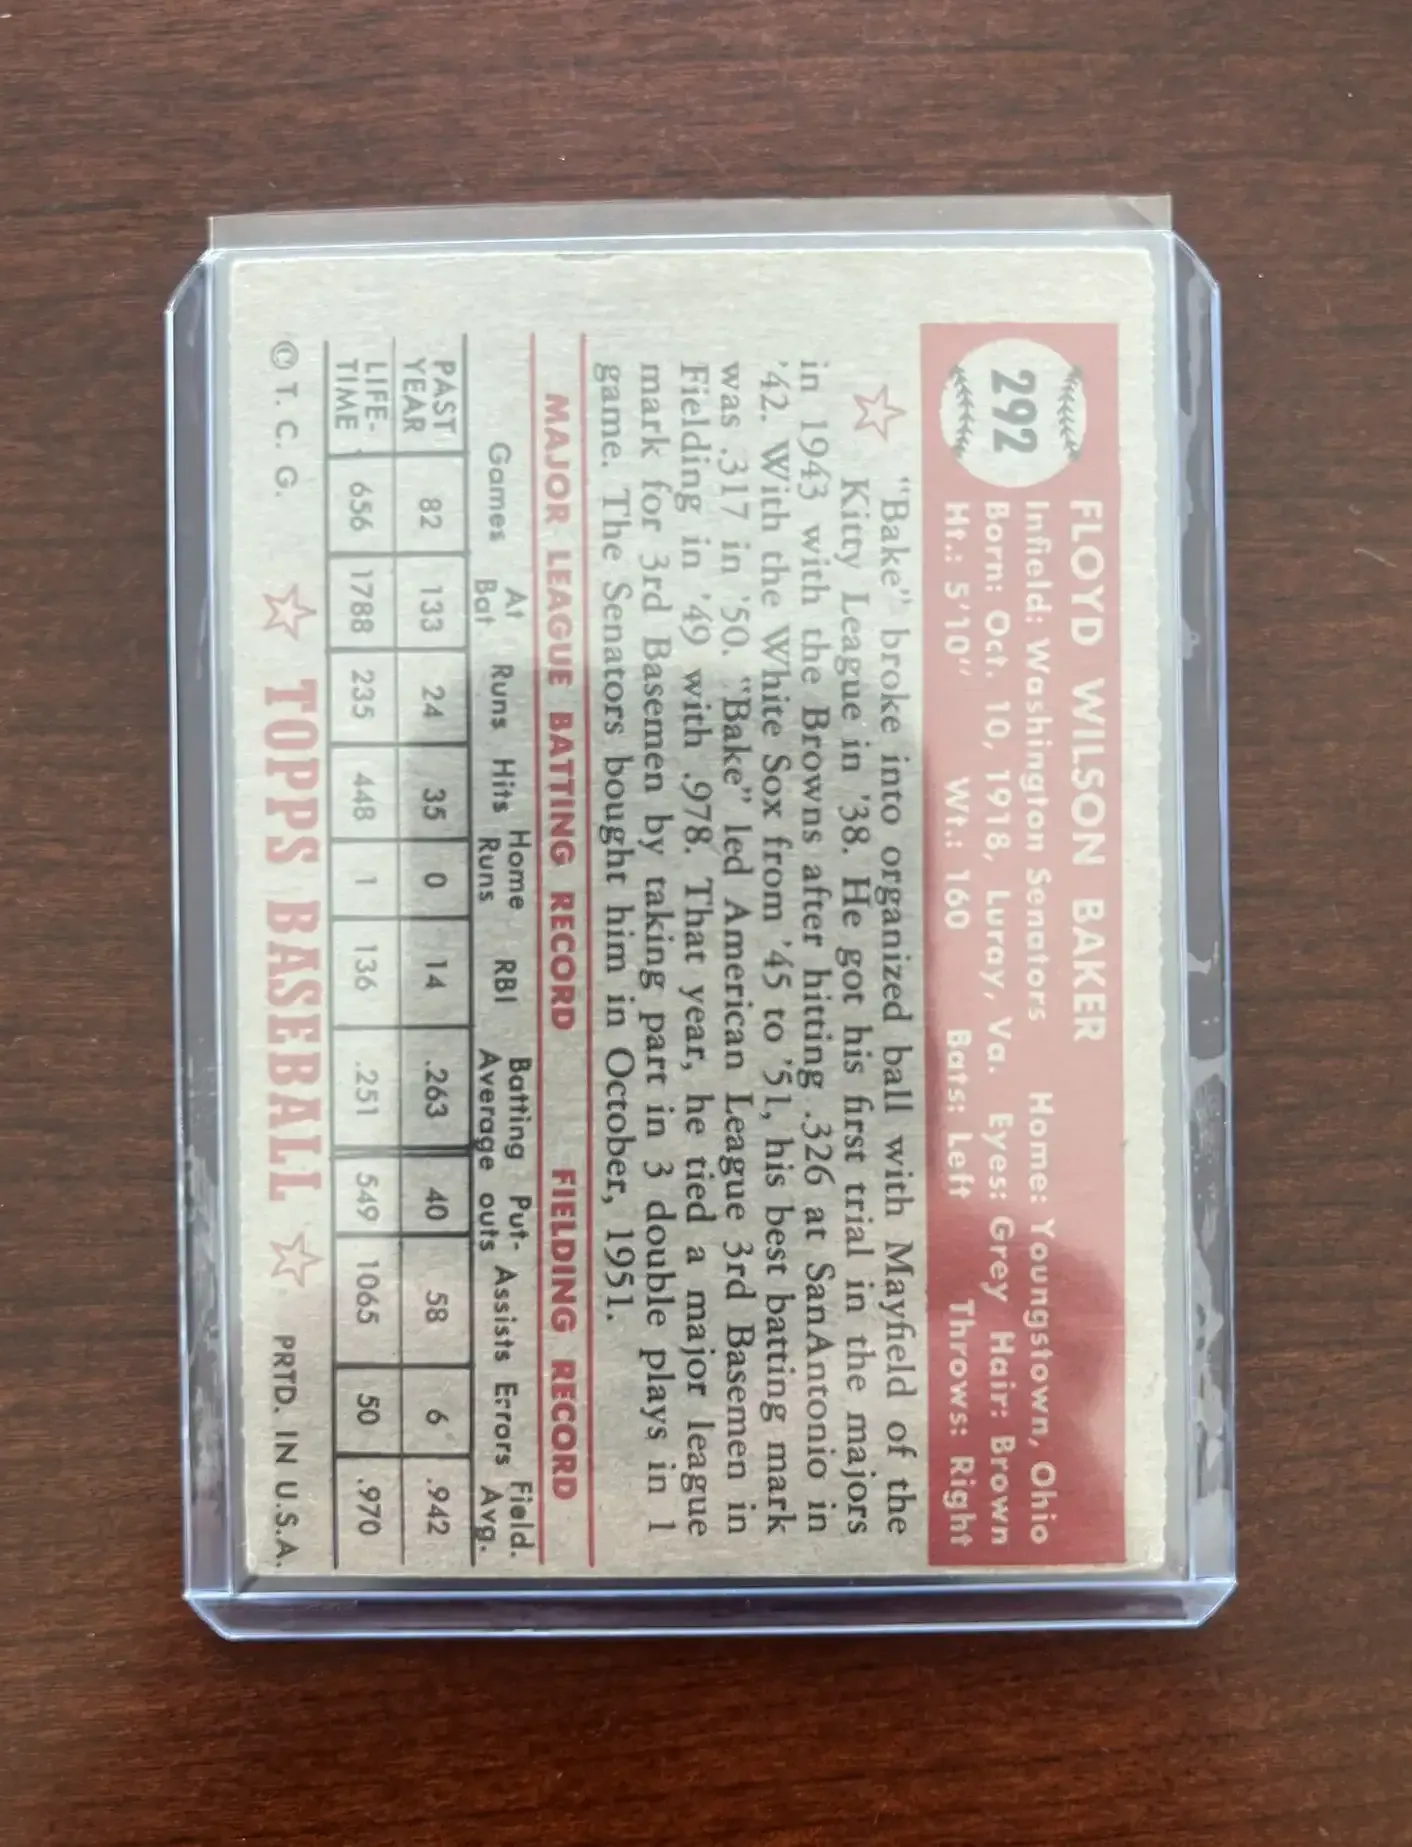 292
FLOYD WILSON BAKER
Infield: Washington Senators Home: Youngstown, Ohio
Born: Oct. 10, 1918, Luray, Va. Eyes: Grey Hair: Brown
Ht.: 5'10" Wt.: 160 Bats: Left Throws: Right
"Bake" broke into organized ball with Mayfield of the
Kitty League in '38. He got his first trial in the majors
in 1943 with the Browns after hitting .326 at SanAntonio in
'42. With the White Sox from '45 to '51, his best batting mark
was .317 in '50. "Bake" led American League 3rd Basemen in
Fielding in '49 with .978. That year, he tied a major league
mark for 3rd Basemen by taking part in 3 double plays in 1
game. The Senators bought him in October, 1951.
MAJOR LEAGUE BATTING RECORD FIELDING RECORD
Games At Bat Runs Hits Home Runs RBI Batting Average Put-outs Assists Errors Field. Avg.
PAST YEAR 82 133 24 35 0 14 .263 40 58 6 .942
LIFE-TIME 656 1788 235 448 1 136 .251 549 1065 50 .970
© T. C. G. TOPPS BASEBALL PRTD. IN U.S.A.